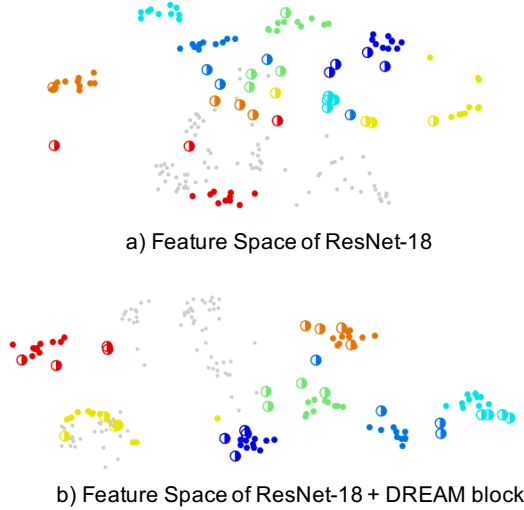 a) Feature Space of ResNet-18
b) Feature Space of ResNet-18 + DREAM block